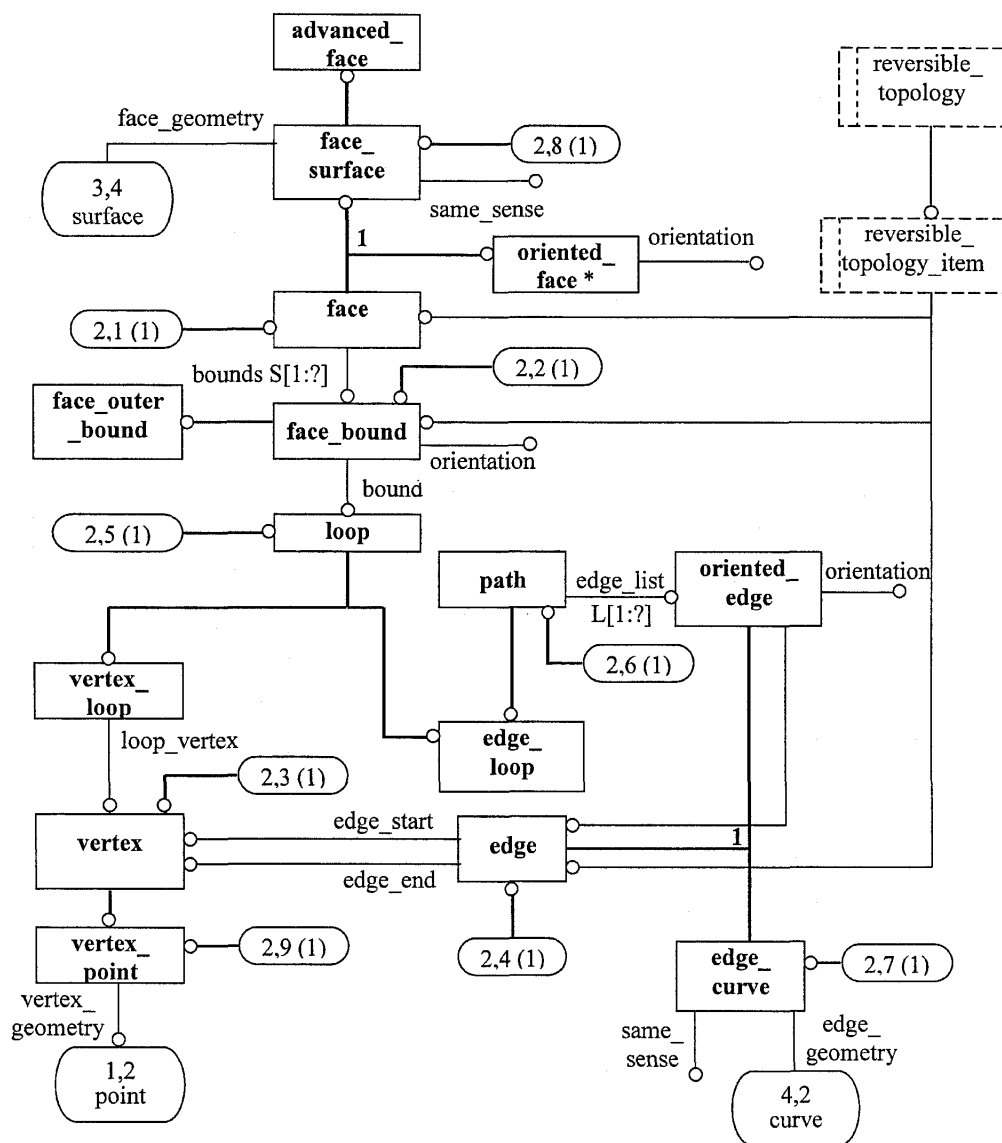 advanced_
face
reversible_
topology
face_geometry
face_
surface
2,8 (1)
3,4
surface
same_sense
1
oriented_
face *
orientation
reversible_
topology_item
2,1 (1)
face
bounds S[1:?]
2,2 (1)
face_outer
_bound
face_bound
orientation
bound
2,5 (1)
loop
path
edge_list
L[1:?]
oriented_
edge
orientation
2,6 (1)
vertex_
loop
edge_
loop
loop_vertex
2,3 (1)
vertex
edge_start
edge_end
edge
1
vertex_
point
2,9 (1)
2,4 (1)
edge_
curve
2,7 (1)
vertex_
geometry
same_
sense
edge_
geometry
1,2
point
4,2
curve